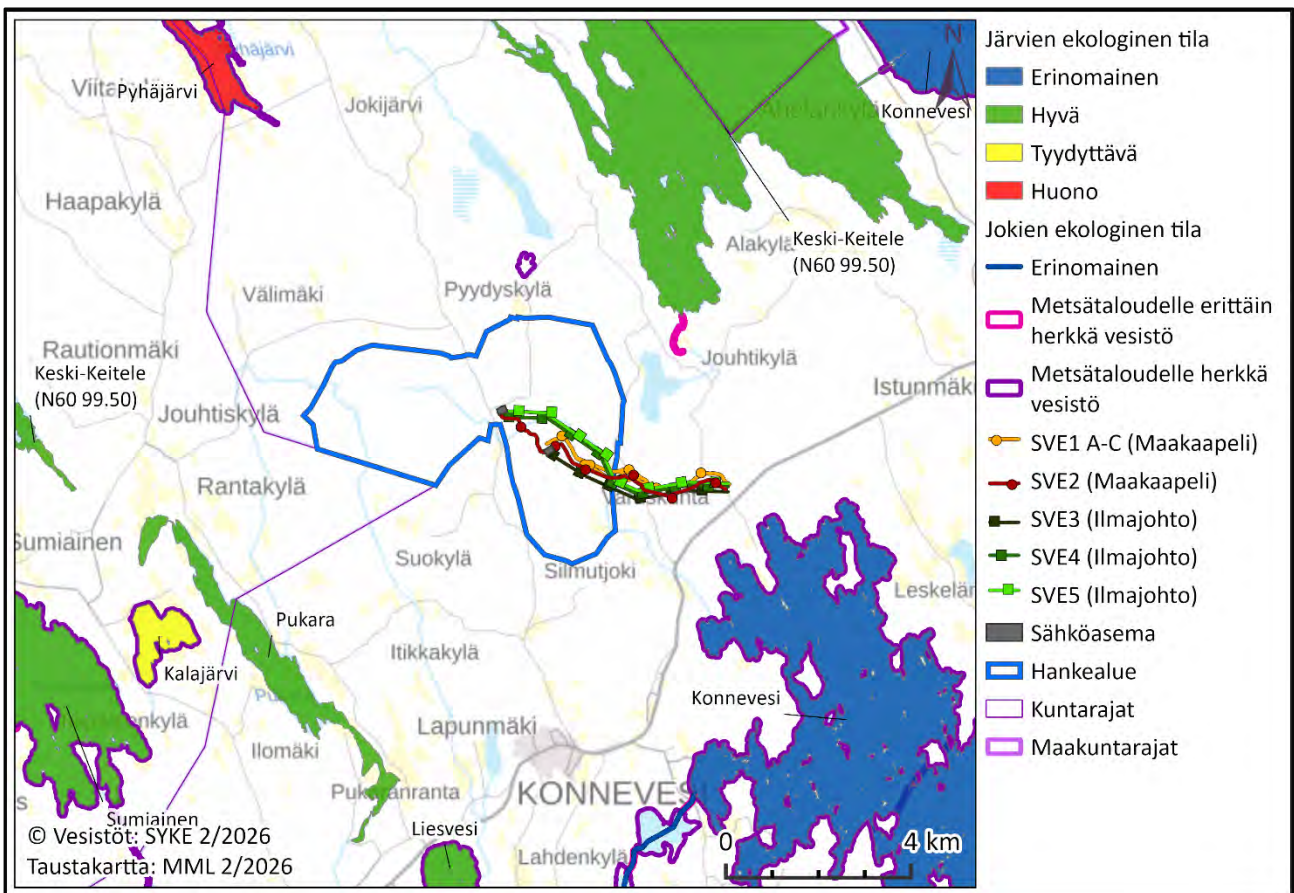 Pyhäjärvi
Jokijärvi
Haapakylä
Ahelankylä
Konnevesi
Alakylä
Keski-Keitele
(N60 99.50)
Pyydyskylä
Välimäki
Rautionmäki
Keski-Keitele
(N60 99.50)
Jouhtikylä
Istunmäki
Jouhtiskylä
Rantakylä
Sumiainen
Suokylä
Silmutjoki
Pukara
Kalajärvi
Itikkakylä
Konnevesi
Lapunmäki
Ilomäki
Pukaranranta
KONNEVESI
Liesvesi
Lahdenkylä
Sumiainen
© Vesistöt: SYKE 2/2026
Taustakartta: MML 2/2026
0 4 km
N
Järvien ekologinen tila
Erinomainen
Hyvä
Tyydyttävä
Huono
Jokien ekologinen tila
Erinomainen
Metsätaloudelle erittäin
herkkä vesistö
Metsätaloudelle herkkä
vesistö
SVE1 A-C (Maakaapeli)
SVE2 (Maakaapeli)
SVE3 (Ilmajohto)
SVE4 (Ilmajohto)
SVE5 (Ilmajohto)
Sähköasema
Hankealue
Kuntarajat
Maakuntarajat